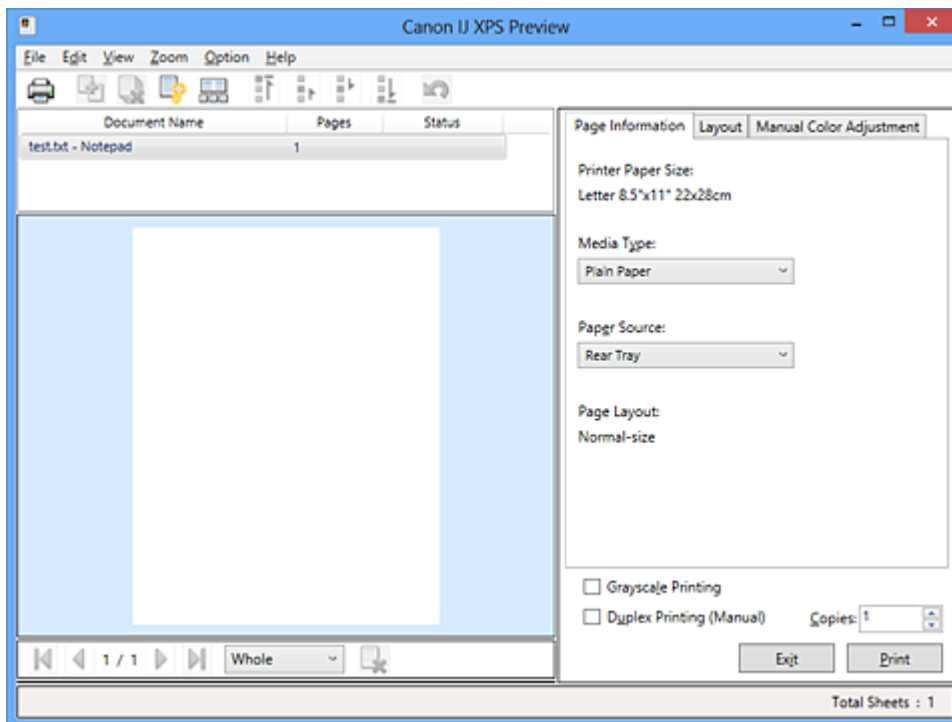 Canon IJ XPS Preview
File Edit View Zoom Option Help
Document Name Pages Status
test.txt - Notepad 1
Page Information Layout Manual Color Adjustment
Printer Paper Size:
Letter 8.5"x11" 22x28cm
Media Type:
Plain Paper
Paper Source:
Rear Tray
Page Layout:
Normal-size
Grayscale Printing
Duplex Printing (Manual) Copies: 1
1 / 1 Whole
Exit Print
Total Sheets : 1